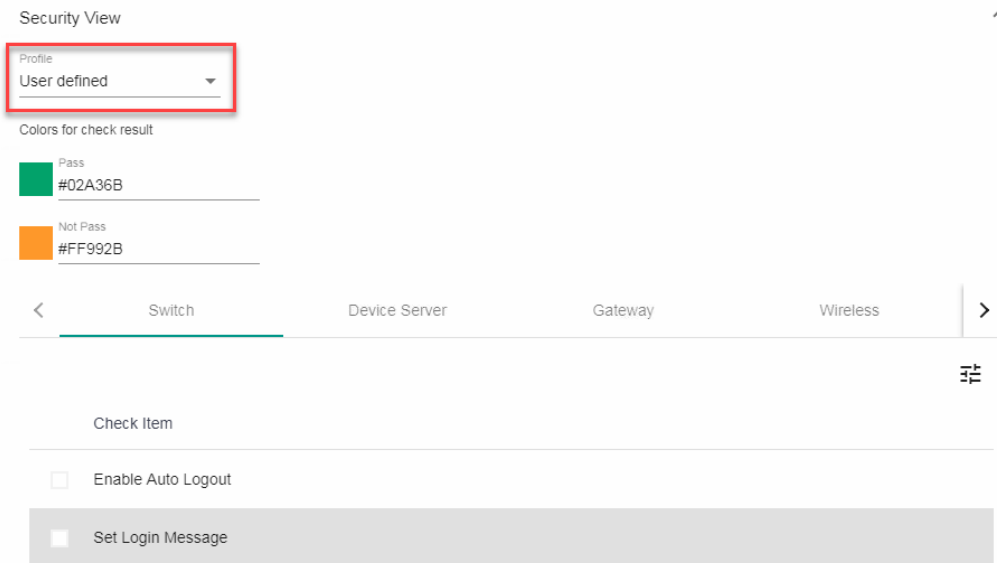 Security View
Profile
User defined
Colors for check result
Pass
#02A36B
Not Pass
#FF992B
Switch Device Server Gateway Wireless
Check Item
Enable Auto Logout
Set Login Message